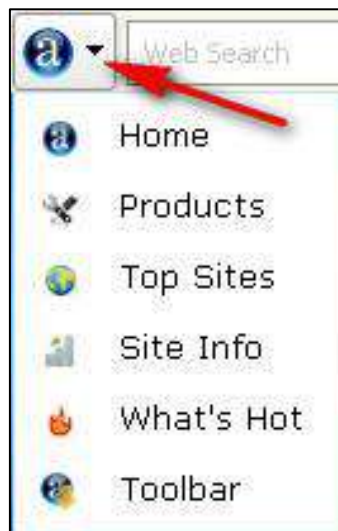 a Web Search
a Home
Products
Top Sites
Site Info
What's Hot
a Toolbar